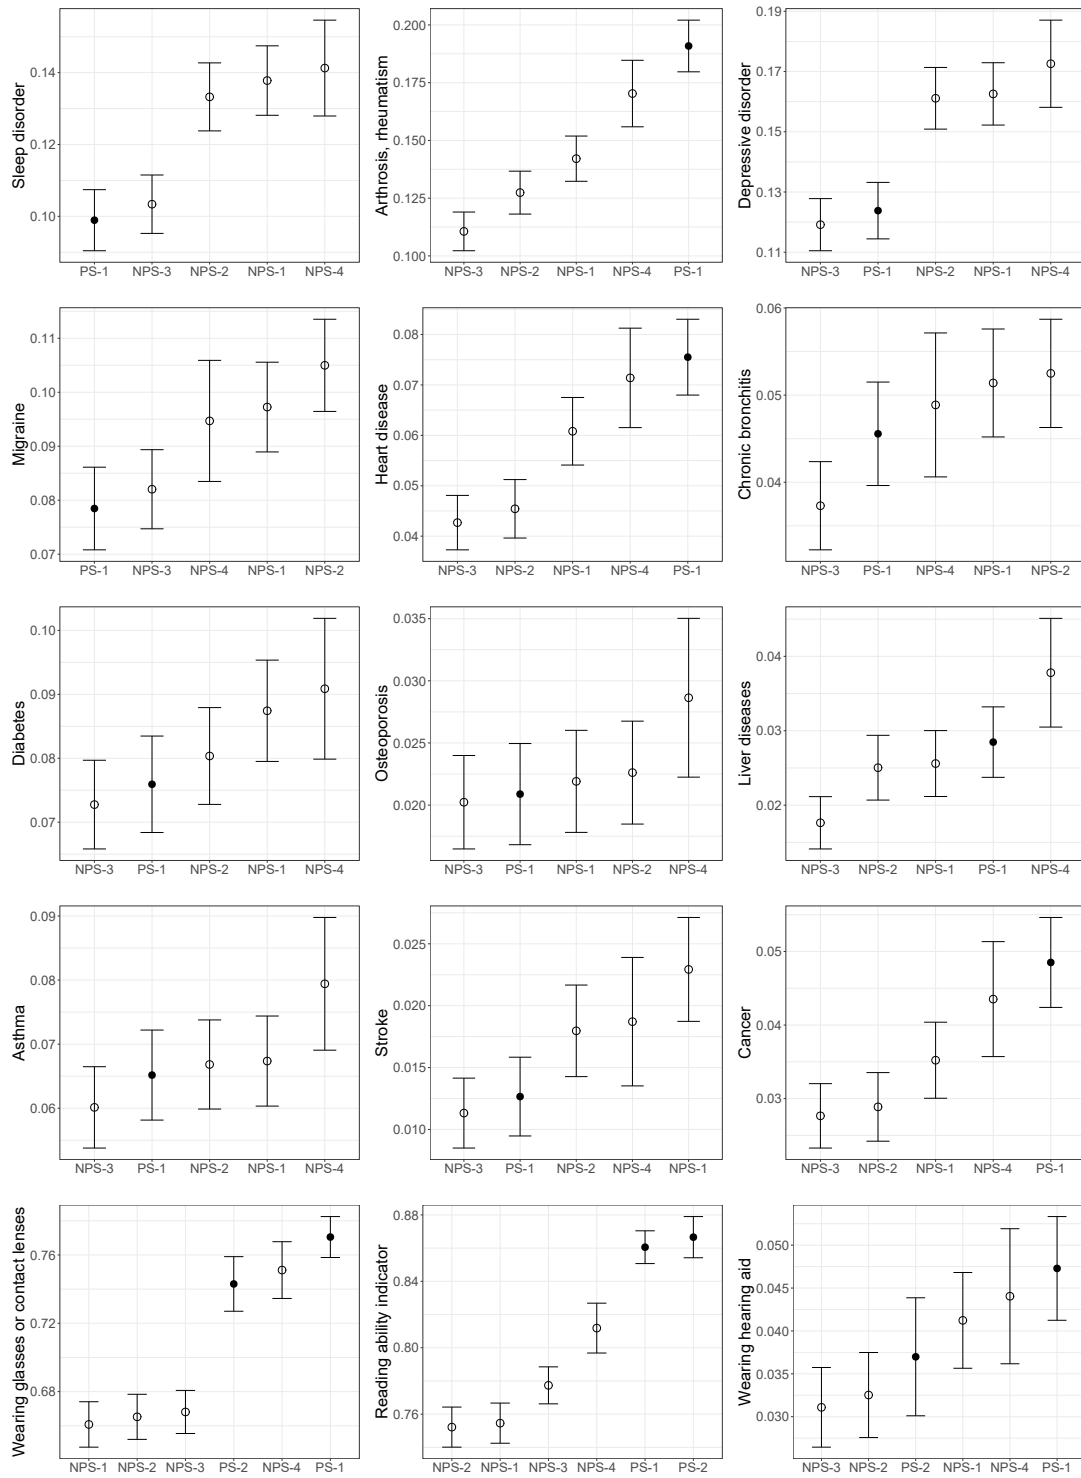 Sleep disorder
0.14
0.12
0.10
PS-1 NPS-3 NPS-2 NPS-1 NPS-4
Arthrosis, rheumatism
0.200
0.175
0.150
0.125
0.100
NPS-3 NPS-2 NPS-1 NPS-4 PS-1
Depressive disorder
0.19
0.17
0.15
0.13
0.11
NPS-3 PS-1 NPS-2 NPS-1 NPS-4
Migraine
0.11
0.10
0.09
0.08
0.07
PS-1 NPS-3 NPS-4 NPS-1 NPS-2
Heart disease
0.08
0.07
0.06
0.05
0.04
NPS-3 NPS-2 NPS-1 NPS-4 PS-1
Chronic bronchitis
0.06
0.05
0.04
NPS-3 PS-1 NPS-4 NPS-1 NPS-2
Diabetes
0.10
0.09
0.08
0.07
NPS-3 PS-1 NPS-2 NPS-1 NPS-4
Osteoporosis
0.035
0.030
0.025
0.020
NPS-3 PS-1 NPS-1 NPS-2 NPS-4
Liver diseases
0.04
0.03
0.02
NPS-3 NPS-2 NPS-1 PS-1 NPS-4
Asthma
0.09
0.08
0.07
0.06
NPS-3 PS-1 NPS-2 NPS-1 NPS-4
Stroke
0.025
0.020
0.015
0.010
NPS-3 PS-1 NPS-2 NPS-4 NPS-1
Cancer
0.05
0.04
0.03
NPS-3 NPS-2 NPS-1 NPS-4 PS-1
Wearing glasses or contact lenses
0.76
0.72
0.68
NPS-1 NPS-2 NPS-3 PS-2 NPS-4 PS-1
Reading ability indicator
0.88
0.84
0.80
0.76
NPS-2 NPS-1 NPS-3 NPS-4 PS-1 PS-2
Wearing hearing aid
0.050
0.045
0.040
0.035
0.030
NPS-3 NPS-2 PS-2 NPS-1 NPS-4 PS-1